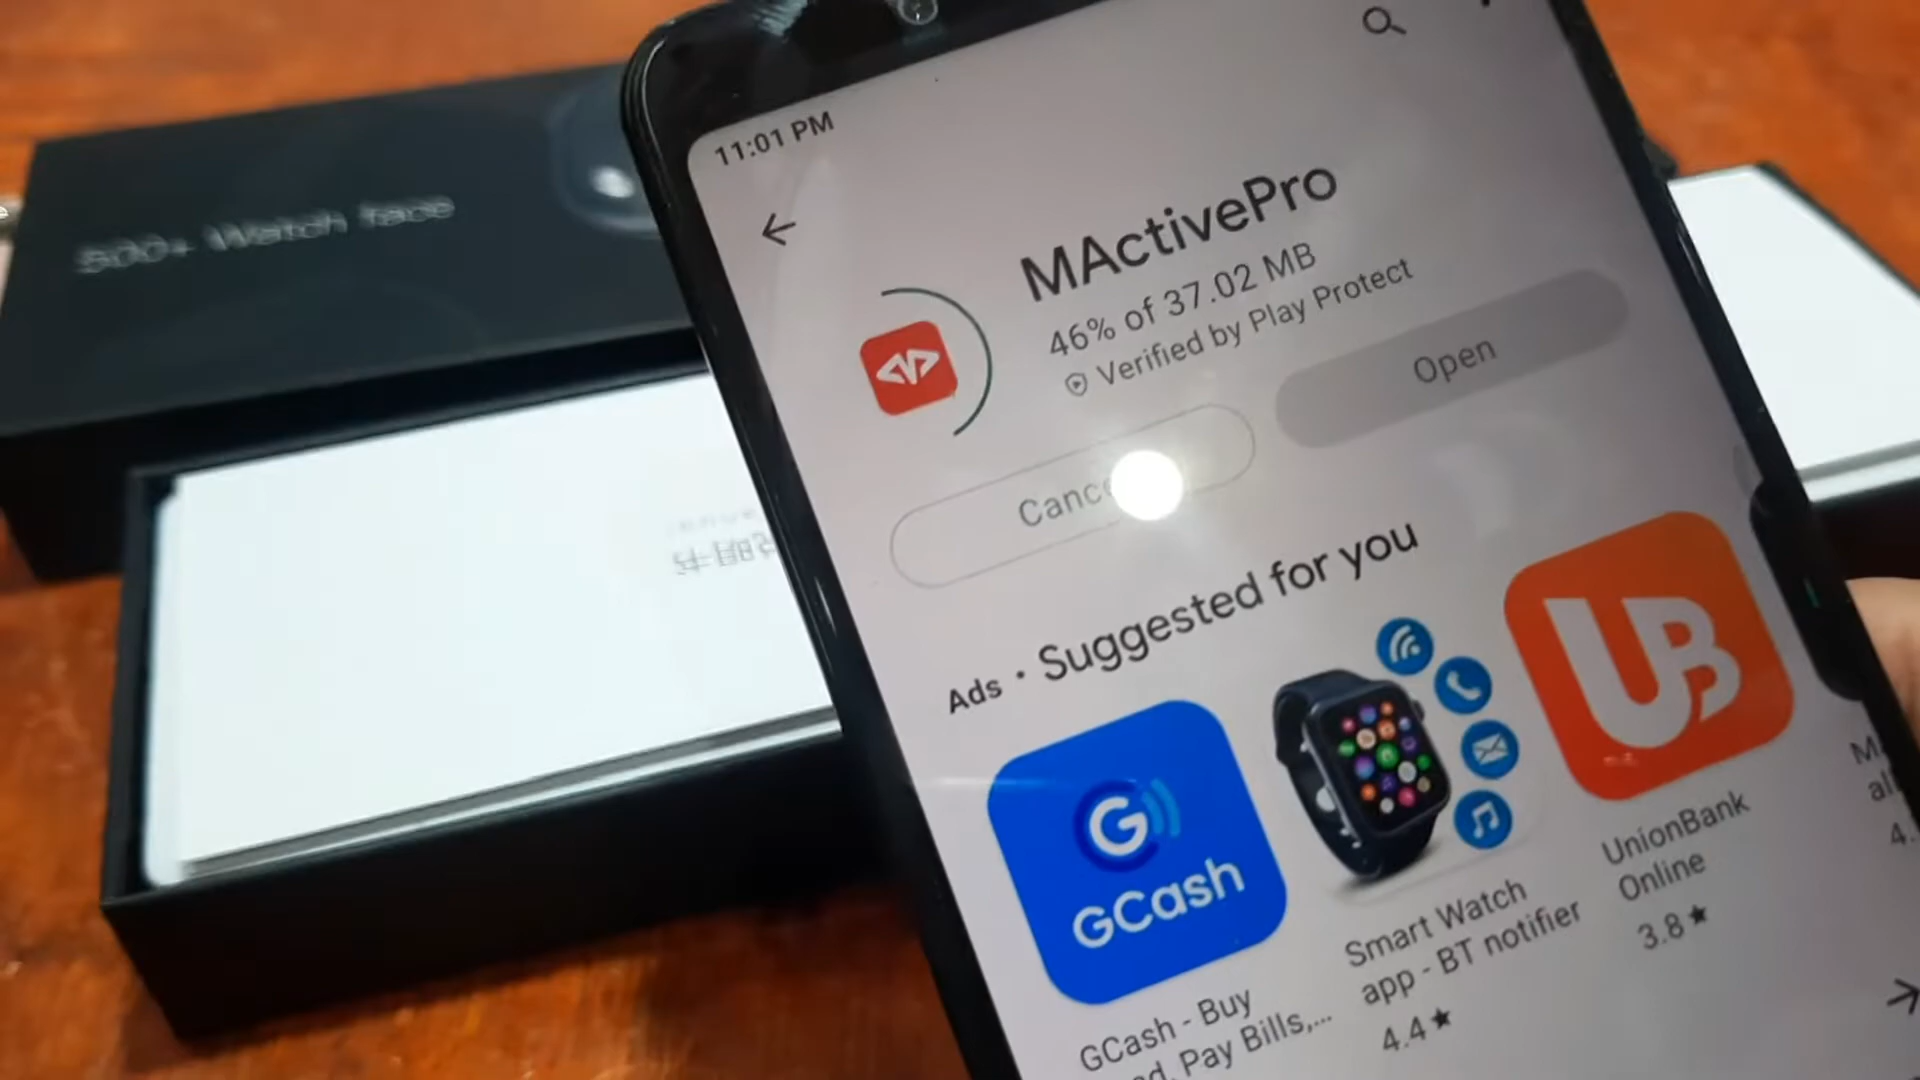 500+ Watch face
11:01 PM
MActivePro
46% of 37.02 MB
Verified by Play Protect
Open
Ads · Suggested for you
GCash
UB
GCash - Buy
Pay Bills,...
Smart Watch
app - BT notifier
4.4★
UnionBank
Online
3.8★